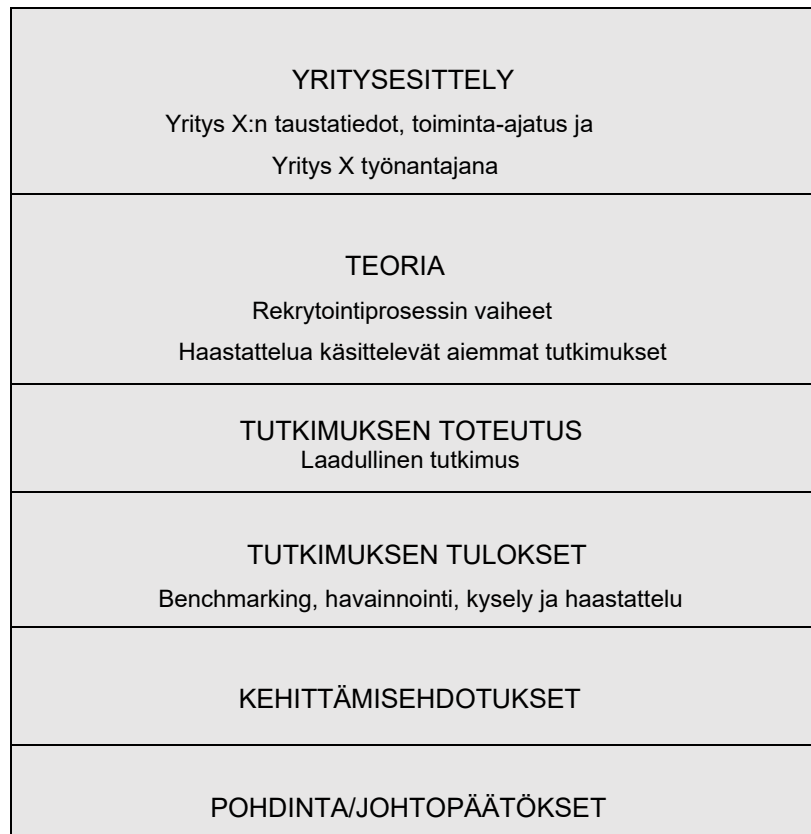 YRITYSESITTELY
Yritys X:n taustatiedot, toiminta-ajatus ja
Yritys X työnantajana
TEORIA
Rekrytointiprosessin vaiheet
Haastattelua käsittelevät aiemmat tutkimukset
TUTKIMUKSEN TOTEUTUS
Laadullinen tutkimus
TUTKIMUKSEN TULOKSET
Benchmarking, havainnointi, kysely ja haastattelu
KEHITTÄMISEHDOTUKSET
POHDINTA/JOHTOPÄÄTÖKSET